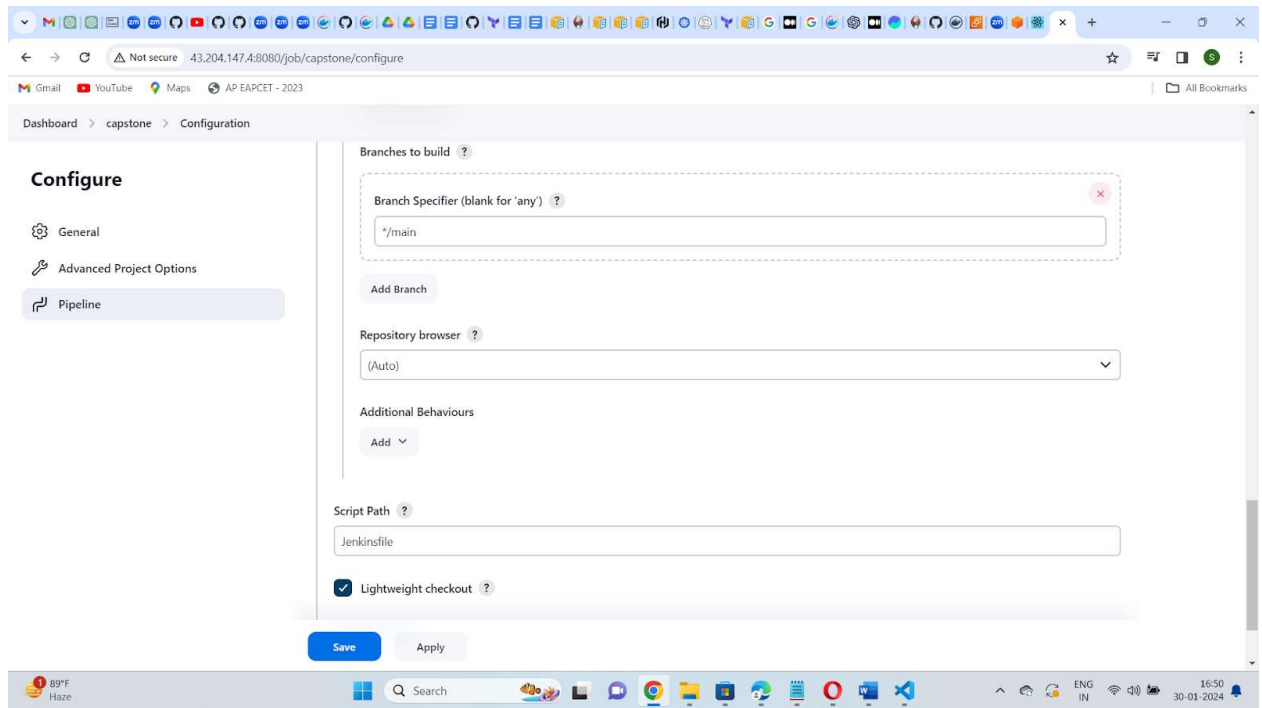 Not secure 43.204.147.4:8080/job/capstone/configure S
Gmail YouTube Maps AP EAPCET - 2023 All Bookmarks
Dashboard > capstone > Configuration
Configure
General
Advanced Project Options
Pipeline
Branches to build ?
Branch Specifier (blank for 'any') ?
*/main
Add Branch
Repository browser ?
(Auto)
Additional Behaviours
Add
Script Path ?
Jenkinsfile
Lightweight checkout ?
Save Apply
1 89°F
Haze
Search
ENG
IN
16:50
30-01-2024